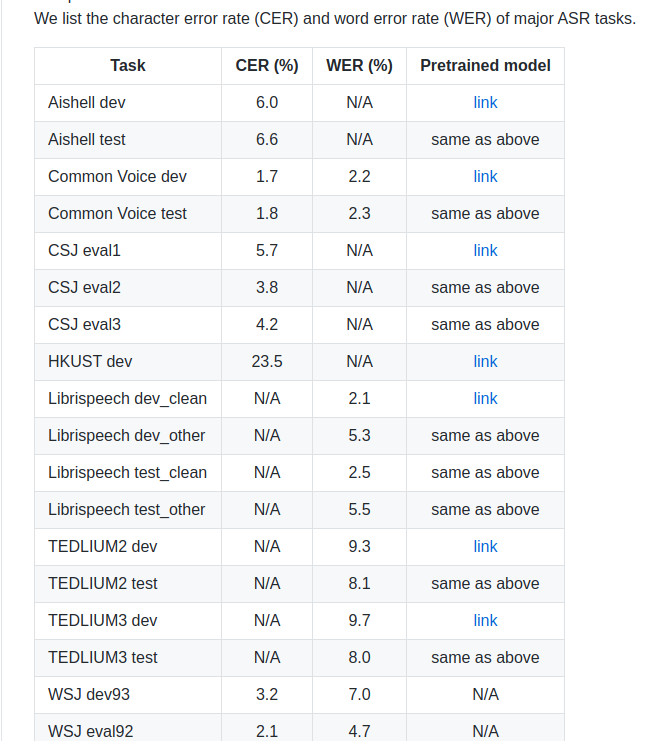 We list the character error rate (CER) and word error rate (WER) of major ASR tasks.
Task CER (%) WER (%) Pretrained model
Aishell dev 6.0 N/A link
Aishell test 6.6 N/A same as above
Common Voice dev 1.7 2.2 link
Common Voice test 1.8 2.3 same as above
CSJ eval1 5.7 N/A link
CSJ eval2 3.8 N/A same as above
CSJ eval3 4.2 N/A same as above
HKUST dev 23.5 N/A link
Librispeech dev_clean N/A 2.1 link
Librispeech dev_other N/A 5.3 same as above
Librispeech test_clean N/A 2.5 same as above
Librispeech test_other N/A 5.5 same as above
TEDLIUM2 dev N/A 9.3 link
TEDLIUM2 test N/A 8.1 same as above
TEDLIUM3 dev N/A 9.7 link
TEDLIUM3 test N/A 8.0 same as above
WSJ dev93 3.2 7.0 N/A
WSJ eval92 2.1 4.7 N/A